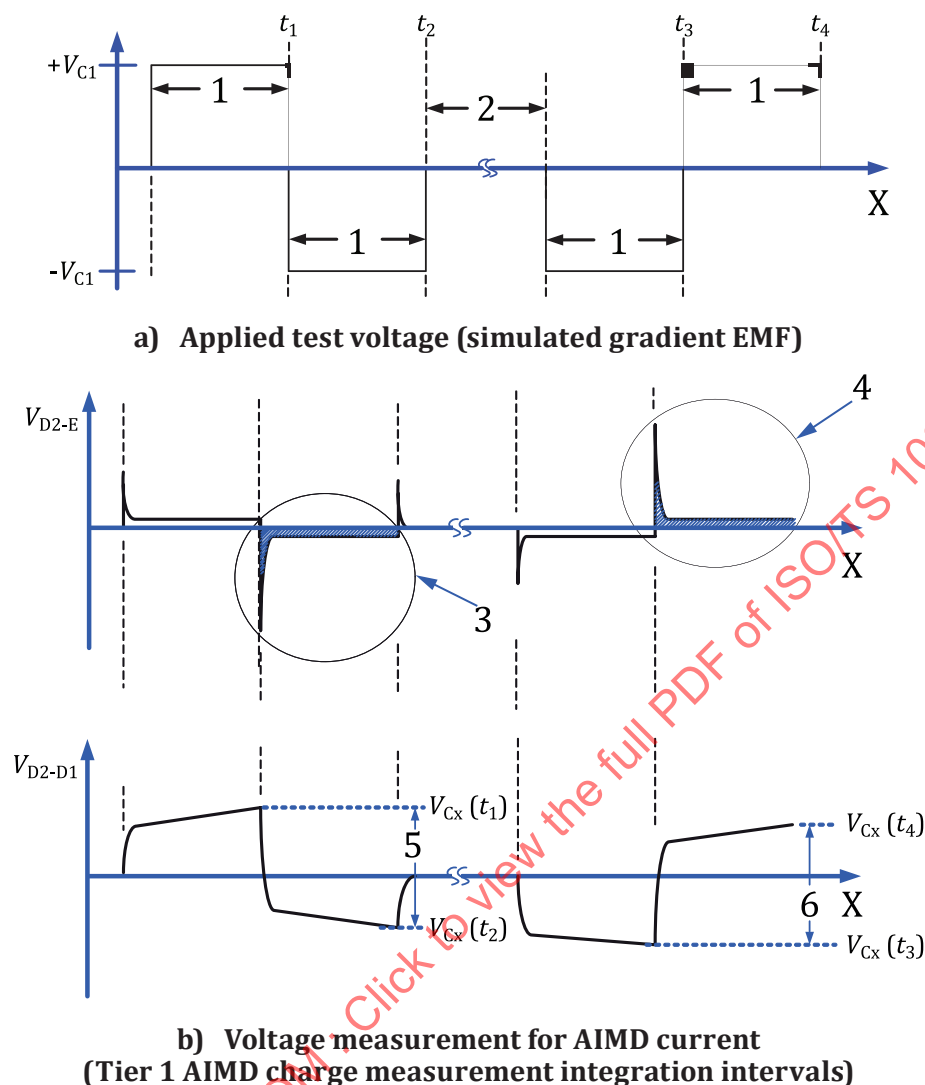 t1 t2 t3 t4
+VC1
1 2 1
X
1 1
-VC1
a) Applied test voltage (simulated gradient EMF)
VD2-E
4
X
3
VD2-D1
VCx (t1)
VCx (t4)
5
6 X
VCx (t2)
VCx (t3)
b) Voltage measurement for AIMD current
(Tier 1 AIMD charge measurement integration intervals)
OM : Click to view the full PDF of ISO/TS 10